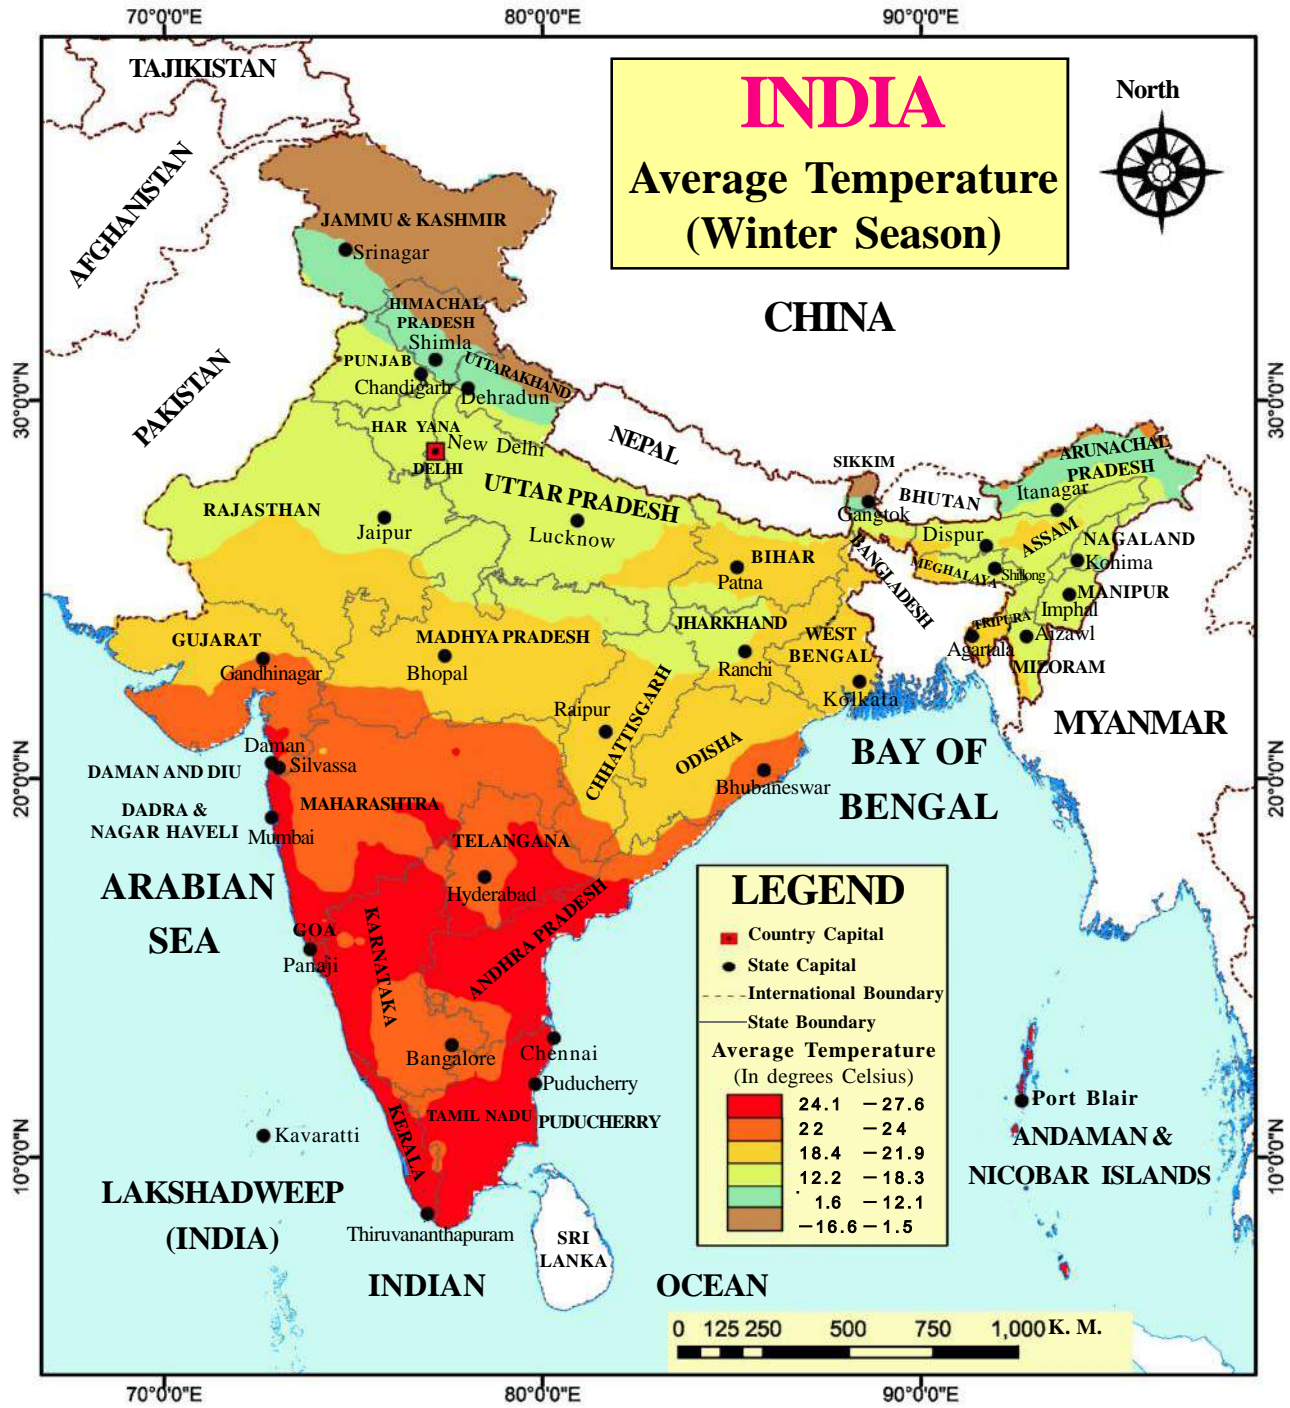 70°0'0"E 80°0'0"E 90°0'0"E
TAJIKISTAN
AFGHANISTAN
PAKISTAN
INDIA
Average Temperature
(Winter Season)
North
CHINA
JAMMU & KASHMIR
Srinagar
HIMACHAL
PRADESH
Shimla
PUNJAB
Chandigarh
UTTARAKHAND
Dehradun
30°0'0"N
30°0'0"N
HAR YANA
New Delhi
DELHI
NEPAL
SIKKIM
Gangtok
BHUTAN
ARUNACHAL
PRADESH
Itanagar
RAJASTHAN
Jaipur
UTTAR PRADESH
Lucknow
BIHAR
Patna
Dispur
ASSAM
NAGALAND
Kohima
MEGHALAYA
Shillong
MANIPUR
Imphal
BANGLADESH
TRIPURA
Agartala
Aizawl
MIZORAM
GUJARAT
Gandhinagar
MADHYA PRADESH
Bhopal
JHARKHAND
Ranchi
WEST
BENGAL
Kolkata
MYANMAR
Raipur
CHHATTISGARH
ODISHA
Bhubaneswar
BAY OF
BENGAL
20°0'0"N
20°0'0"N
Daman
Silvassa
DAMAN AND DIU
DADRA &
NAGAR HAVELI
MAHARASHTRA
Mumbai
TELANGANA
Hyderabad
ARABIAN
SEA
GOA
Panaji
KARNATAKA
ANDHRA PRADESH
Bangalore
Chennai
Puducherry
TAMIL NADU
PUDUCHERRY
KERALA
Kavaratti
LAKSHADWEEP
(INDIA)
Thiruvananthapuram
SRI
LANKA
INDIAN OCEAN
LEGEND
Country Capital
State Capital
International Boundary
State Boundary
Average Temperature
(In degrees Celsius)
24.1 – 27.6
22 – 24
18.4 – 21.9
12.2 – 18.3
1.6 – 12.1
–16.6 – 1.5
Port Blair
ANDAMAN &
NICOBAR ISLANDS
10°0'0"N
10°0'0"N
0 125 250 500 750 1,000 K. M.
70°0'0"E 80°0'0"E 90°0'0"E